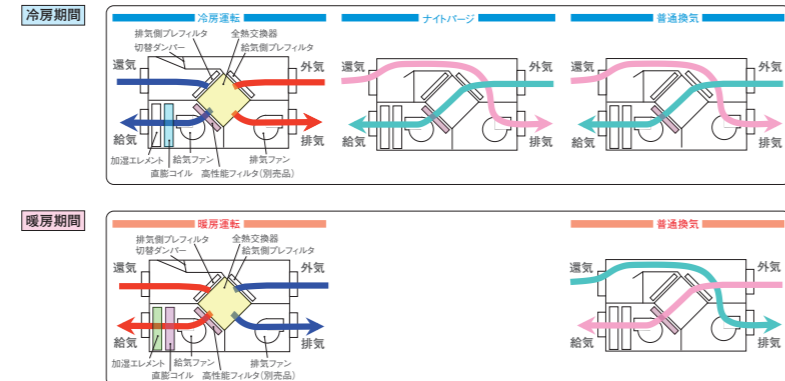 冷房期間
冷房運転
ナイトパージ
普通換気
排気側プレフィルタ
全熱交換器
切替ダンパー
給気側プレフィルタ
還気
外気
還気
外気
還気
外気
給気
排気
給気
排気
給気
排気
加湿エレメント
給気ファン
排気ファン
直膨コイル
高性能フィルタ(別売品)
暖房期間
暖房運転
普通換気
排気側プレフィルタ
全熱交換器
切替ダンパー
給気側プレフィルタ
還気
外気
還気
外気
給気
排気
給気
排気
加湿エレメント
給気ファン
排気ファン
直膨コイル
高性能フィルタ(別売品)